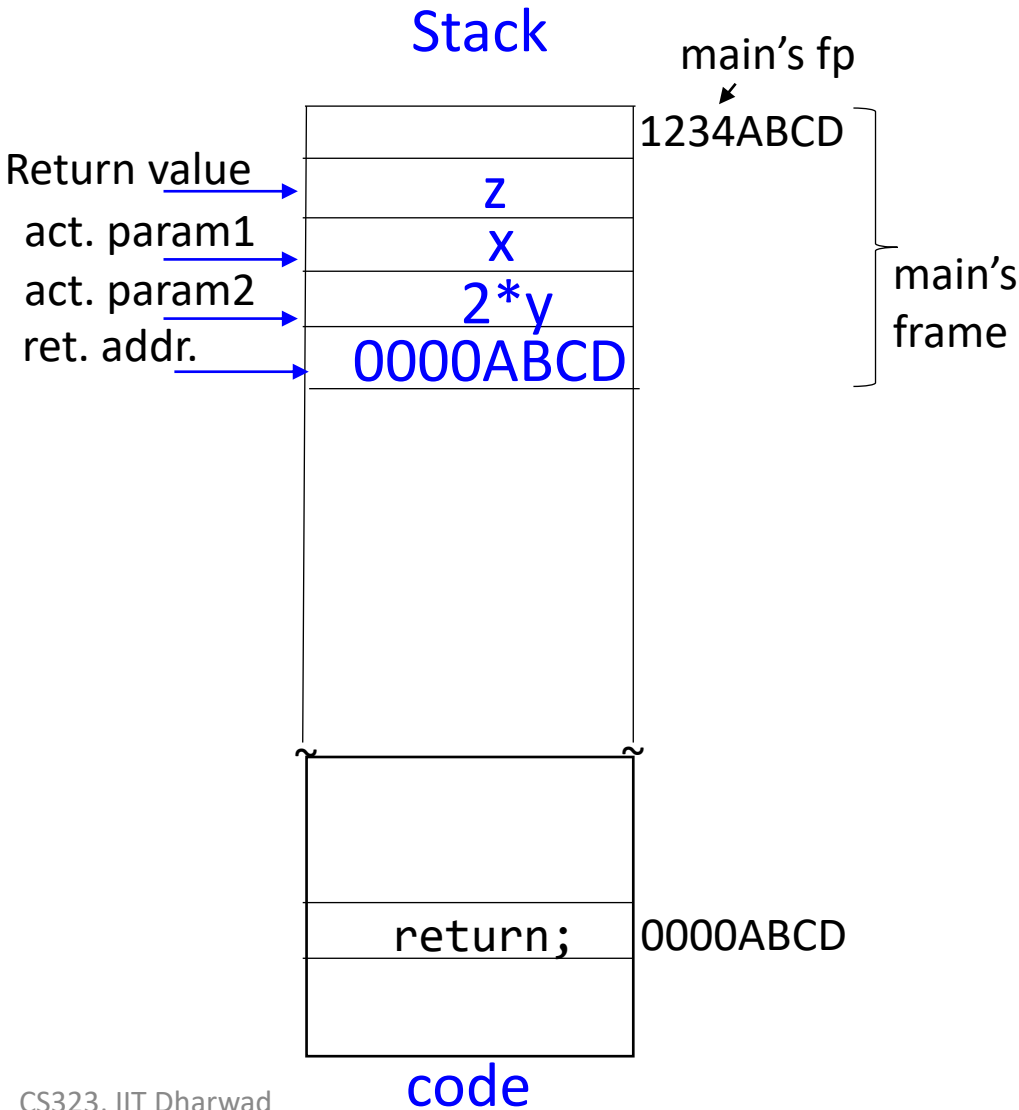 Stack
main's fp
1234ABCD
Return value
z
act. param1
x
act. param2
2*y
ret. addr.
0000ABCD
main's
frame
~ ~
return;
0000ABCD
code
CS323, IIT Dharwad